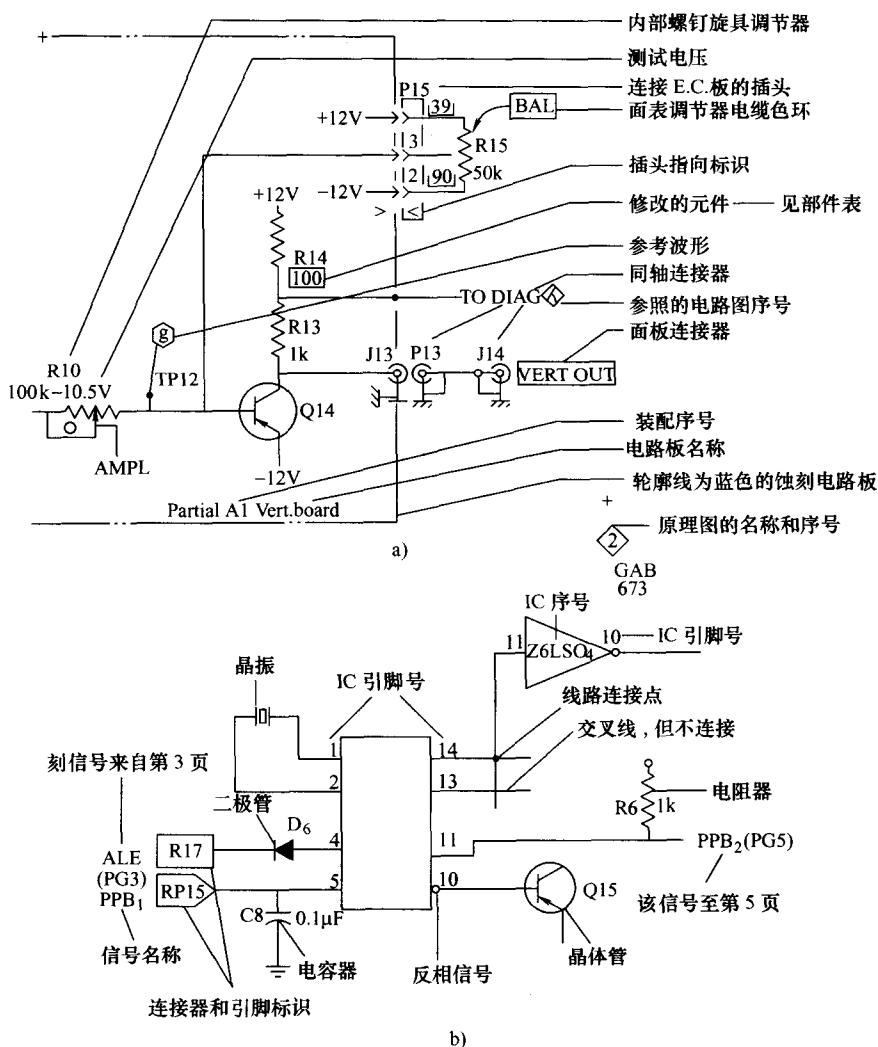 内部螺钉旋具调节器
测试电压
连接 E.C.板的插头
P15
39
BAL
面表调节器电缆色环
+12V
3
R15
50k
2
90
插头指向标识
-12V
+12V
修改的元件——见部件表
R14
100
参考波形
同轴连接器
TO DIAG
参照的电路图序号
g
R13
1k
面板连接器
R10
100k
-10.5V
TP12
J13
P13
J14
VERT OUT
Q14
装配序号
AMPL
-12V
电路板名称
Partial A1 Vert.board
轮廓线为蓝色的蚀刻电路板
原理图的名称和序号
2
a)
GAB
673
IC 序号
11
Z6LSO4
10
IC 引脚号
晶振
IC 引脚号
线路连接点
1
14
交叉线,但不连接
刻信号来自第 3 页
2
13
二极管
R6
1k
电阻器
D6
4
11
R17
PPB2(PG5)
ALE
(PG3)
PPB1
RP15
5
10
Q15
该信号至第 5 页
C8
0.1μF
信号名称
电容器
反相信号
晶体管
连接器和引脚标识
b)